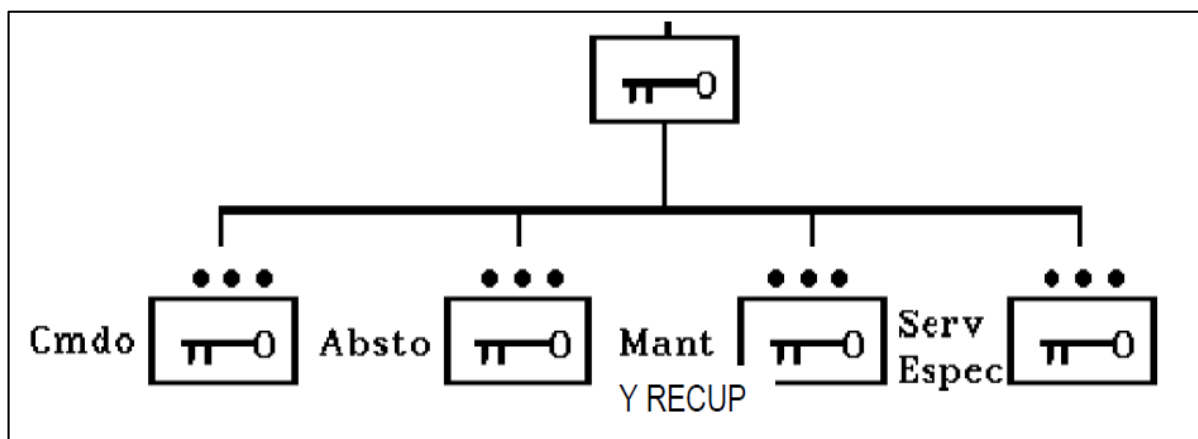 Cmdo
Absto
Mant
Y RECUP
Serv
Espec